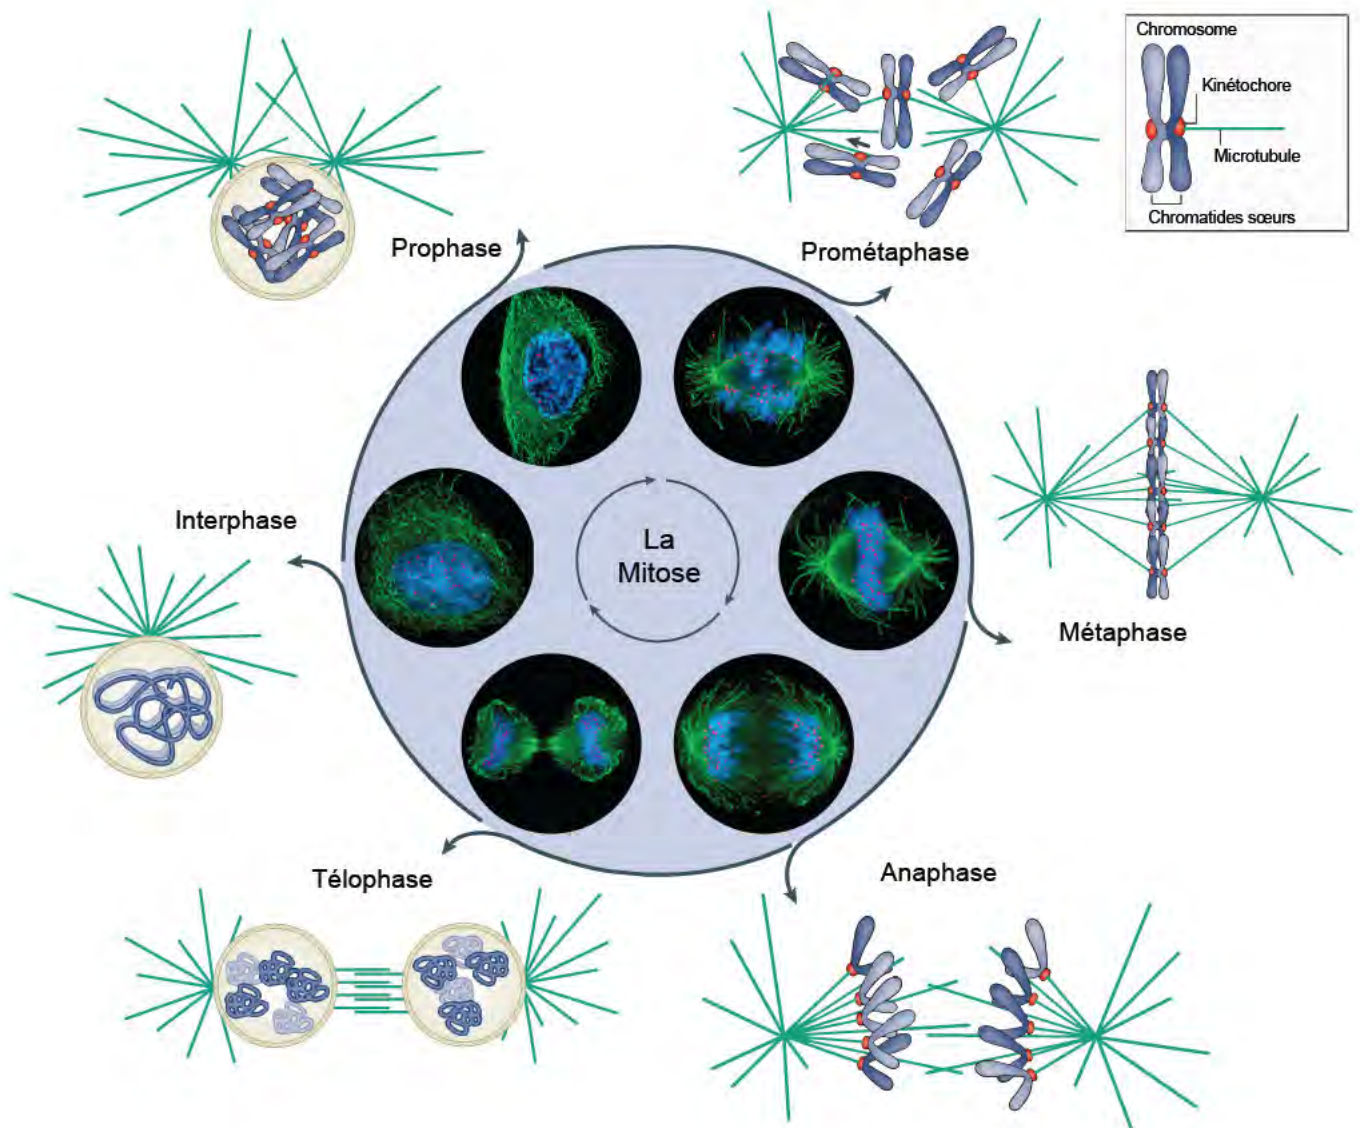 Chromosome
Kinétochore
Microtubule
Chromatides sœurs
Prophase
Prométaphase
Interphase
La
Mitose
Métaphase
Télophase
Anaphase